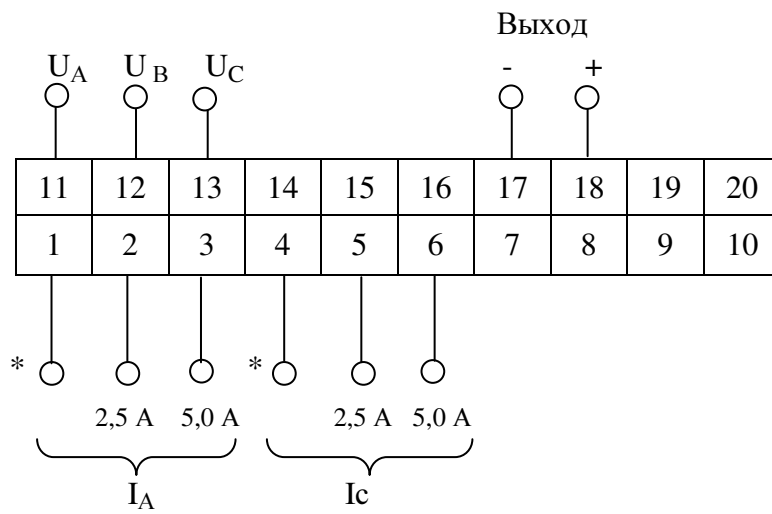 Выход
U_A U_B U_C - +
11 12 13 14 15 16 17 18 19 20
1 2 3 4 5 6 7 8 9 10
* *
2,5 А 5,0 А 2,5 А 5,0 А
I_A Ic